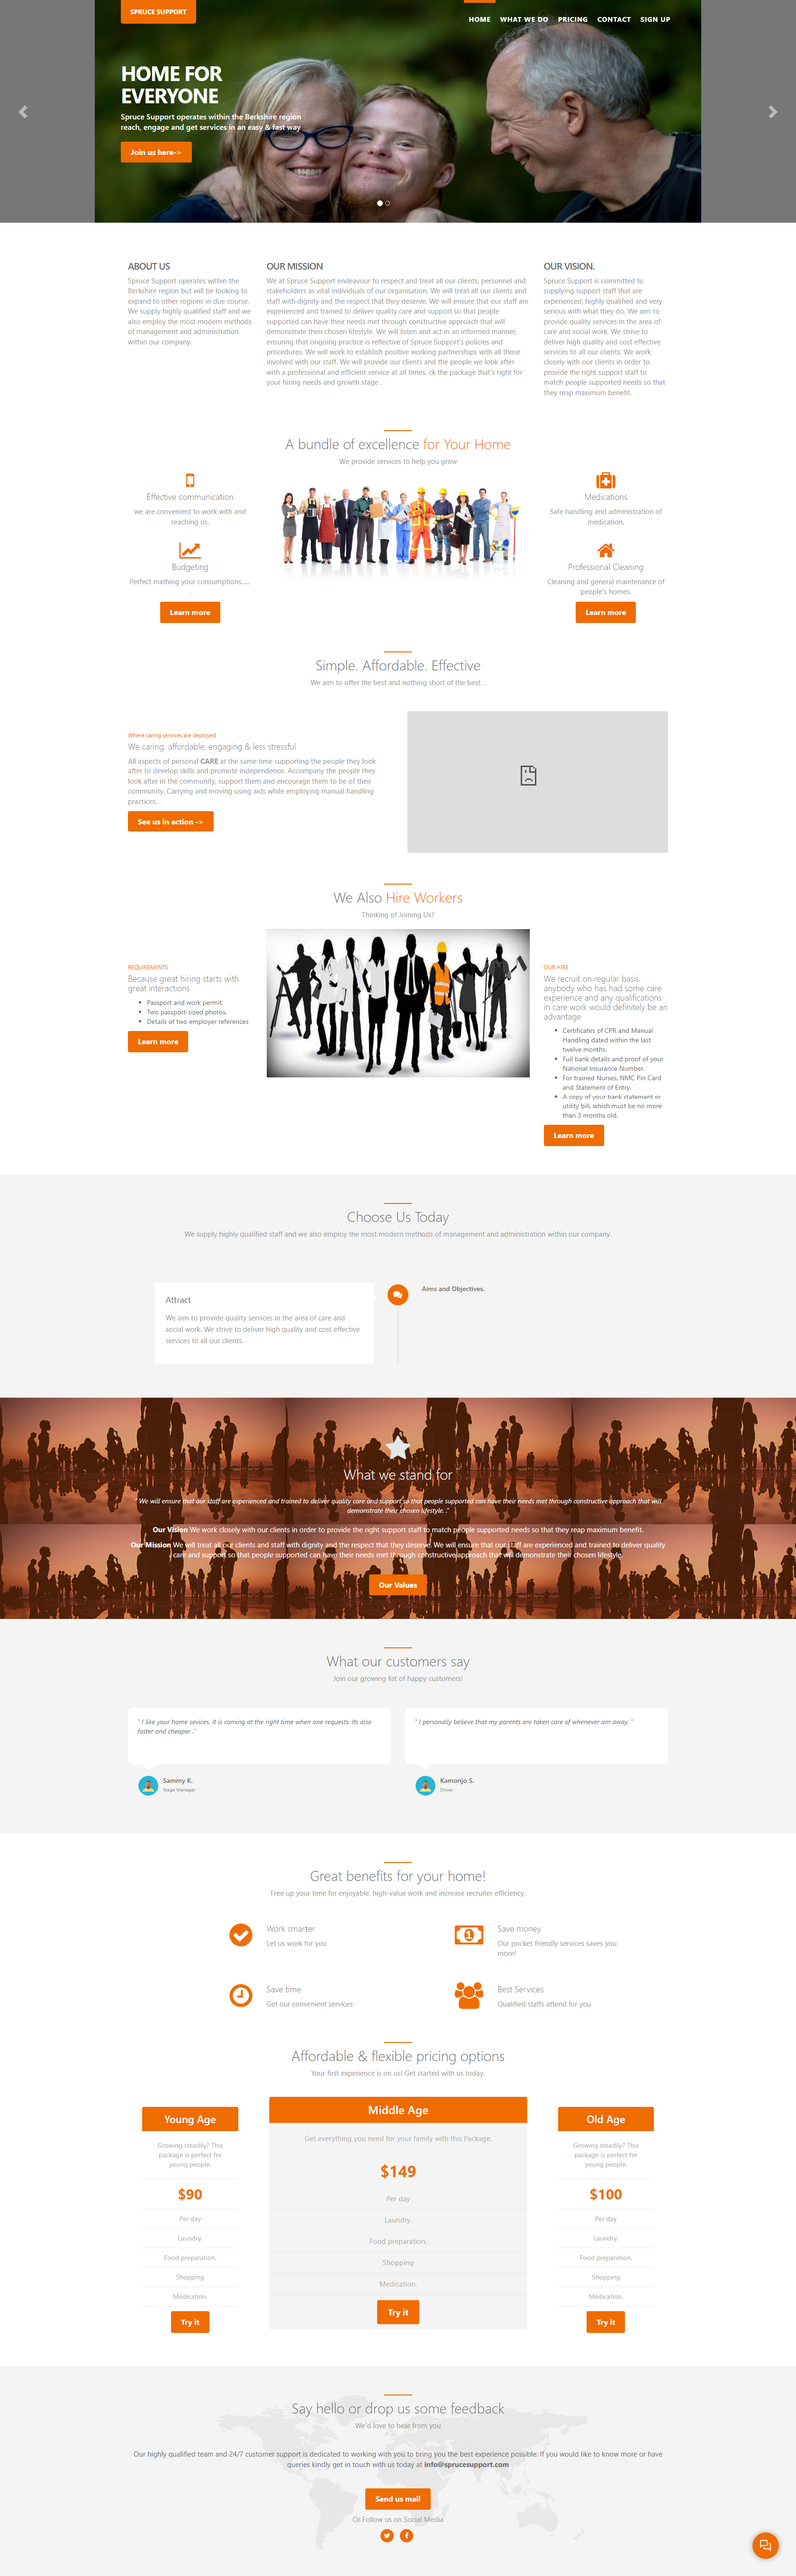 SPRUCE SUPPORT
HOME WHAT WE DO PRICING CONTACT SIGN UP
HOME FOR
EVERYONE
Spruce Support operates within the Berkshire region
reach, engage and get services in an easy & fast way
Join us here->
ABOUT US
Spruce Support operates within the
Berkshire region but will be looking to
expand to other regions in due course.
We supply highly qualified staff and we
also employ the most modern methods
of management and administration
within our company.
OUR MISSION
We at Spruce Support endeavour to respect and treat all our clients, personnel and
stakeholders as vital individuals of our organisation. We will treat all our clients and
staff with dignity and the respect that they deserve. We will ensure that our staff are
experienced and trained to deliver quality care and support so that people
supported can have their needs met through constructive approach that will
demonstrate their chosen lifestyle. We will listen and act in an informed manner,
ensuring that ongoing practice is reflective of Spruce Support's policies and
procedures. We will work to establish positive working partnerships with all those
involved with our staff. We will provide our clients and the people we look after
with a professional and efficient service at all times. ck the package that's right for
your hiring needs and growth stage .
OUR VISION.
Spruce Support is committed to
supplying support staff that are
experienced, highly qualified and very
serious with what they do. We aim to
provide quality services in the area of
care and social work. We strive to
deliver high quality and cost effective
services to all our clients. We work
closely with our clients in order to
provide the right support staff to
match people supported needs so that
they reap maximum benefit.
A bundle of excellence for Your Home
We provide services to help you grow
Effective communication
we are convenient to work with and
reaching us.
Budgeting
Perfect mathing your consumptions......
.
Learn more
Medications
Safe handling and administration of
medication.
Professional Cleaning
Cleaning and general maintenance of
people's homes.
Learn more
Simple. Affordable. Effective
We aim to offer the best and nothing short of the best. .
Where caring services are deployed
We caring affordable, engaging & less stressful
All aspects of personal CARE at the same time supporting the people they look
after to develop skills and promote independence. Accompany the people they
look after in the community, support them and encourage them to be of their
community. Carrying and moving using aids while employing manual handling
practices. .
See us in action ->
We Also Hire Workers
Thinking of Joining Us?
REQUIREMENTS
Because great hiring starts with
great interactions
• Passport and work permit.
• Two passport-sized photos.
• Details of two employer references
Learn more
OUR HIRE
We recruit on regular basis
anybody who has had some care
experience and any qualifications
in care work would definitely be an
advantage
• Certificates of CPR and Manual
Handling dated within the last
twelve months.
• Full bank details and proof of your
National Insurance Number.
• For trained Nurses, NMC Pin Card
and Statement of Entry.
• A copy of your bank statement or
utility bill, which must be no more
than 3 months old.
Learn more
Choose Us Today
We supply highly qualified staff and we also employ the most modern methods of management and administration within our company.
Attract
We aim to provide quality services in the area of care and
social work. We strive to deliver high quality and cost effective
services to all our clients.
Aims and Objectives.
What we stand for
"We will ensure that our staff are experienced and trained to deliver quality care and support so that people supported can have their needs met through constructive approach that will
demonstrate their chosen lifestyle. ."
Our Vision We work closely with our clients in order to provide the right support staff to match people supported needs so that they reap maximum benefit.
Our Mission We will treat all our clients and staff with dignity and the respect that they deserve. We will ensure that our staff are experienced and trained to deliver quality
care and support so that people supported can have their needs met through constructive approach that will demonstrate their chosen lifestyle.
Our Values
What our customers say
Join our growing list of happy customers!
" I like your home sevices. It is coming at the right time when one requests. Its also
faster and cheaper ."
Sammy K.
Stage Manager
" I personally believe that my parents are taken care of whenever am away. "
Kamonjo S.
Driver
Great benefits for your home!
Free up your time for enjoyable, high-value work and increase recruiter efficiency.
Work smarter
Let us work for you
Save money
Our pocket friendly services saves you
more!
Save time
Get our convenient services
Best Services
Qualified staffs attend for you
Affordable & flexible pricing options
Your first experience is on us! Get started with us today.
Young Age
Growing steadily? This
package is perfect for
young people.
$90
Per day
Laundry.
Food preparation.
Shopping
Medication.
Try it
Middle Age
Get everything you need for your family with this Package.
$149
Per day
Laundry.
Food preparation.
Shopping
Medication.
Try it
Old Age
Growing steadily? This
package is perfect for
young people.
$100
Per day
Laundry.
Food preparation.
Shopping
Medication.
Try it
Say hello or drop us some feedback
We'd love to hear from you
Our highly qualified team and 24/7 customer support is dedicated to working with you to bring you the best experience possible. If you would like to know more or have
queries kindly get in touch with us today at info@sprucesupport.com
Send us mail
Or Follow us on Social Media